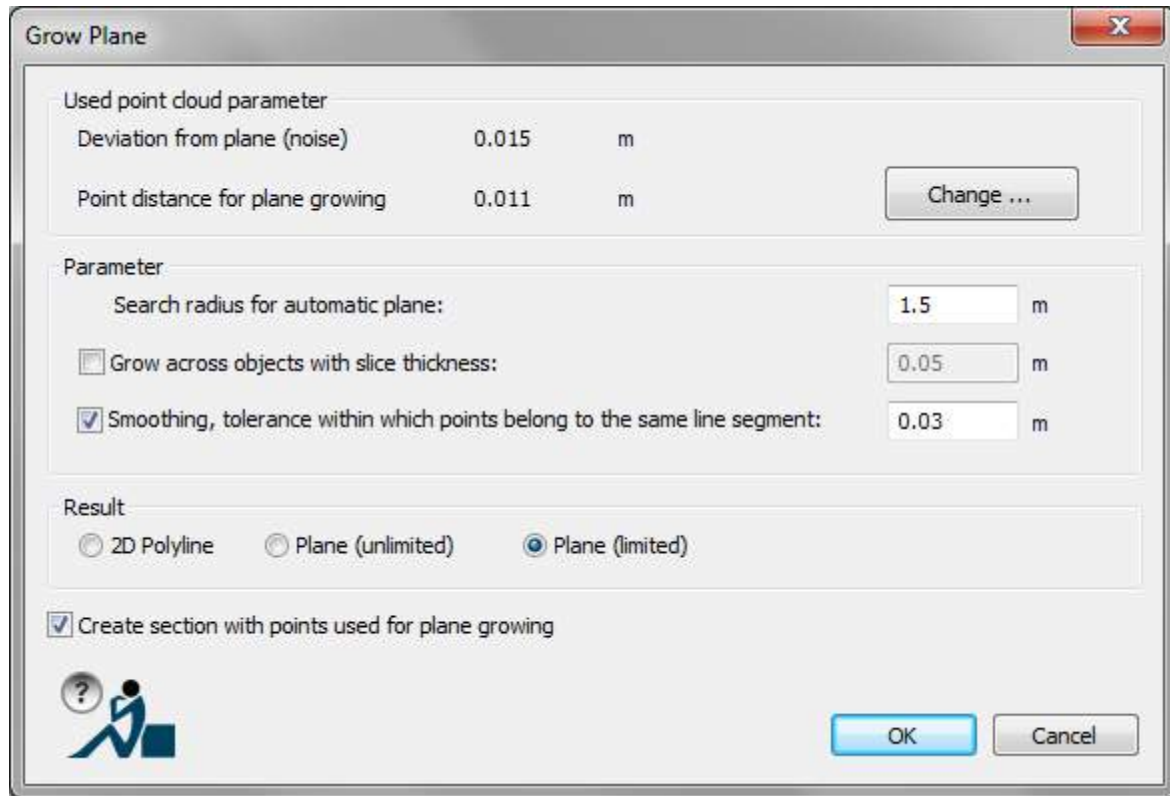 Grow Plane
Used point cloud parameter
Deviation from plane (noise) 0.015 m
Point distance for plane growing 0.011 m Change ...
Parameter
Search radius for automatic plane: 1.5 m
Grow across objects with slice thickness: 0.05 m
Smoothing, tolerance within which points belong to the same line segment: 0.03 m
Result
2D Polyline Plane (unlimited) Plane (limited)
Create section with points used for plane growing
?
OK Cancel